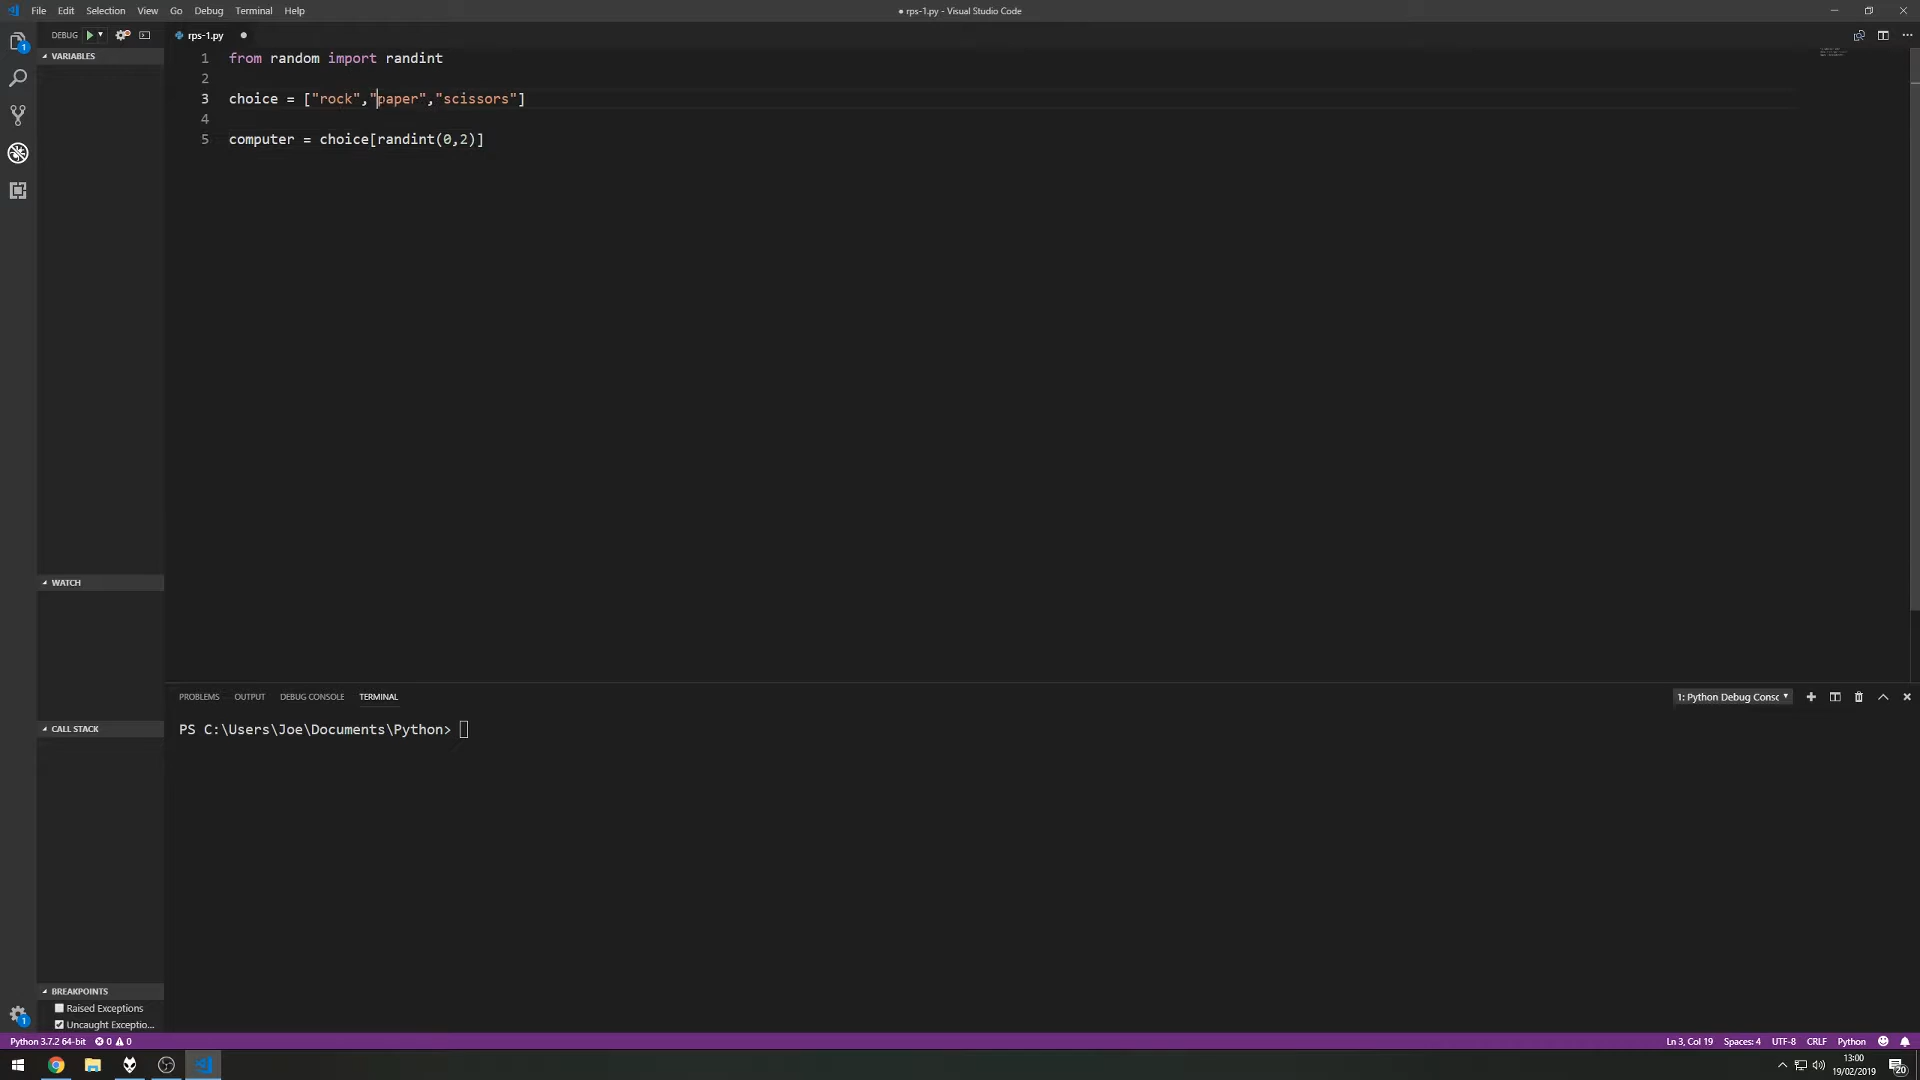 File Edit Selection View Go Debug Terminal Help
● rps-1.py - Visual Studio Code
DEBUG
rps-1.py
VARIABLES
1 from random import randint
2
3 choice = ["rock","paper","scissors"]
4
5 computer = choice[randint(0,2)]
WATCH
CALL STACK
BREAKPOINTS
Raised Exceptions
Uncaught Exceptio...
PROBLEMS OUTPUT DEBUG CONSOLE TERMINAL
1: Python Debug Consc
PS C:\Users\Joe\Documents\Python>
1
1
Python 3.7.2 64-bit 0 0
Ln 3, Col 19 Spaces: 4 UTF-8 CRLF Python
13:00
19/02/2019
20